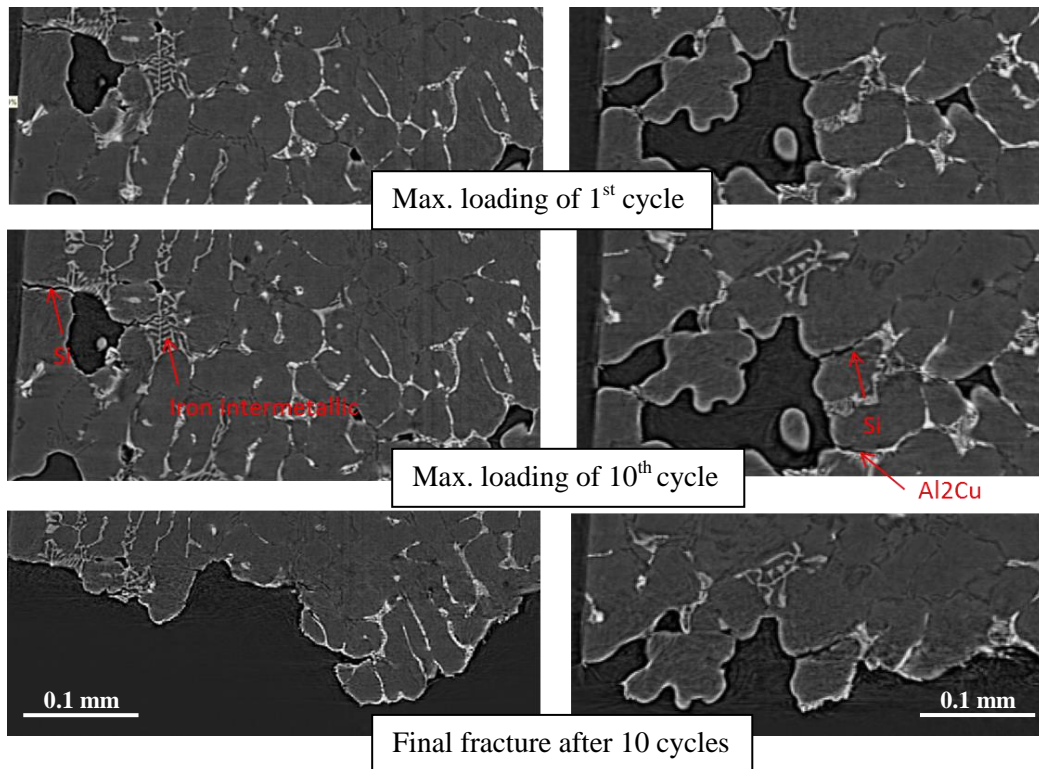 Max. loading of 1st cycle
Si
Iron intermetallic
Si
Max. loading of 10th cycle
Al2Cu
0.1 mm
0.1 mm
Final fracture after 10 cycles